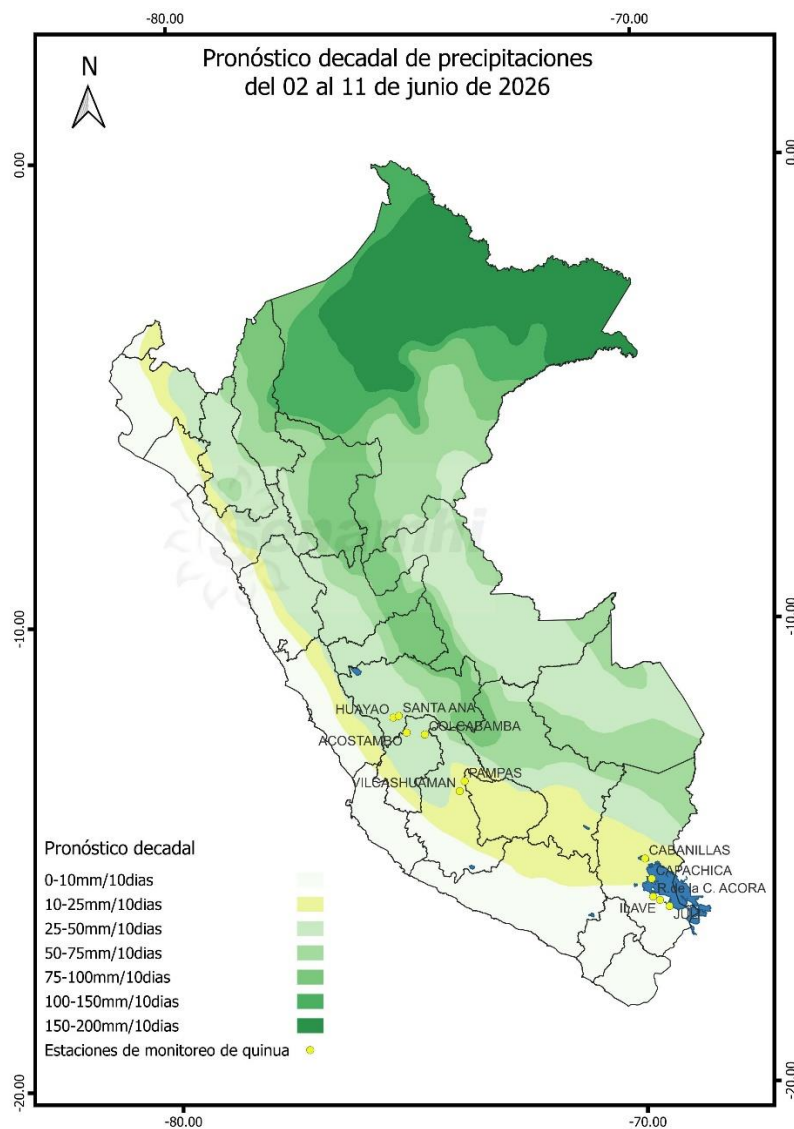 -80.00
-70.00
Pronóstico decadal de precipitaciones
del 02 al 11 de junio de 2026
N
0.00
0.00
Senamhi
-10.00
-10.00
HUAYAO
SANTA ANA
ACOSTAMBO
COLCABAMBA
VILCASHUAMAN
PAMPAS
CABANILLAS
CAPACHICA
R.de la C. ACORA
ILAVE
JULI
Pronóstico decadal
0-10mm/10dias
10-25mm/10dias
25-50mm/10dias
50-75mm/10dias
75-100mm/10dias
100-150mm/10dias
150-200mm/10dias
Estaciones de monitoreo de quinua
-20.00
-20.00
-80.00
-70.00